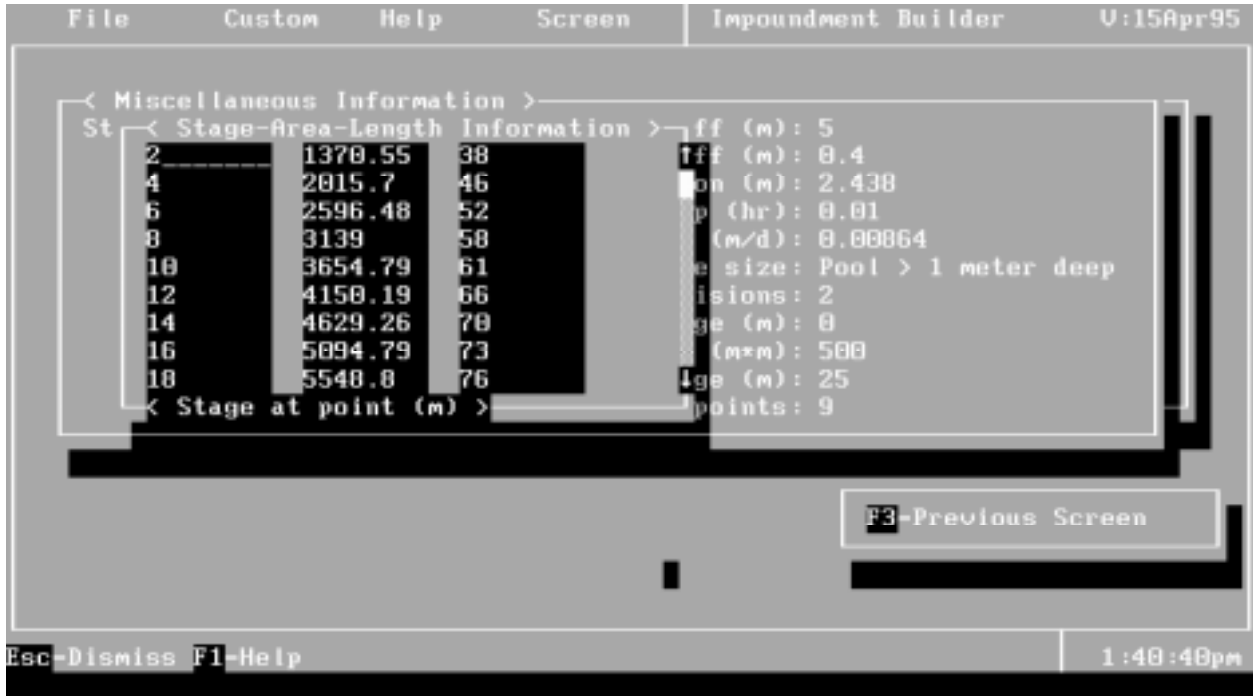 File Custom Help Screen Impoundment Builder V:15Apr95
< Miscellaneous Information >
St < Stage-Area-Length Information > ff (m): 5
2_______ 1370.55 38 ↑ff (m): 0.4
4 2015.7 46 on (m): 2.438
6 2596.48 52 p (hr): 0.01
8 3139 58 (m/d): 0.00864
10 3654.79 61 e size: Pool > 1 meter deep
12 4150.19 66 isions: 2
14 4629.26 70 ge (m): 0
16 5094.79 73 (m*m): 500
18 5548.8 76 ↓ge (m): 25
< Stage at point (m) > points: 9
F3-Previous Screen
Esc-Dismiss F1-Help 1:40:40pm